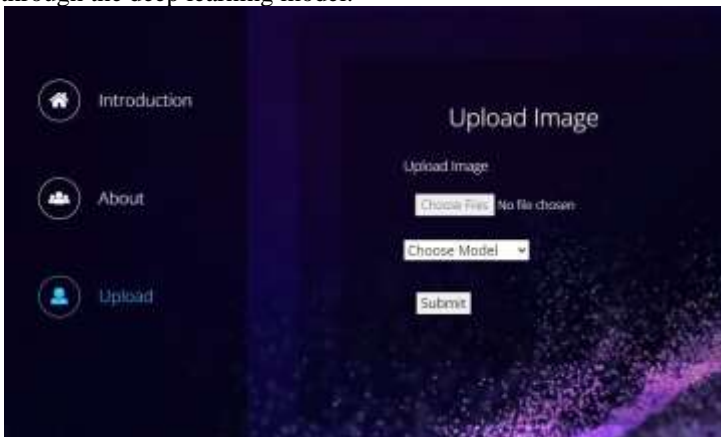 through the deep learning model.
Introduction
About
Upload
Upload Image
Upload Image
Choose Files No file chosen
Choose Model
Submit